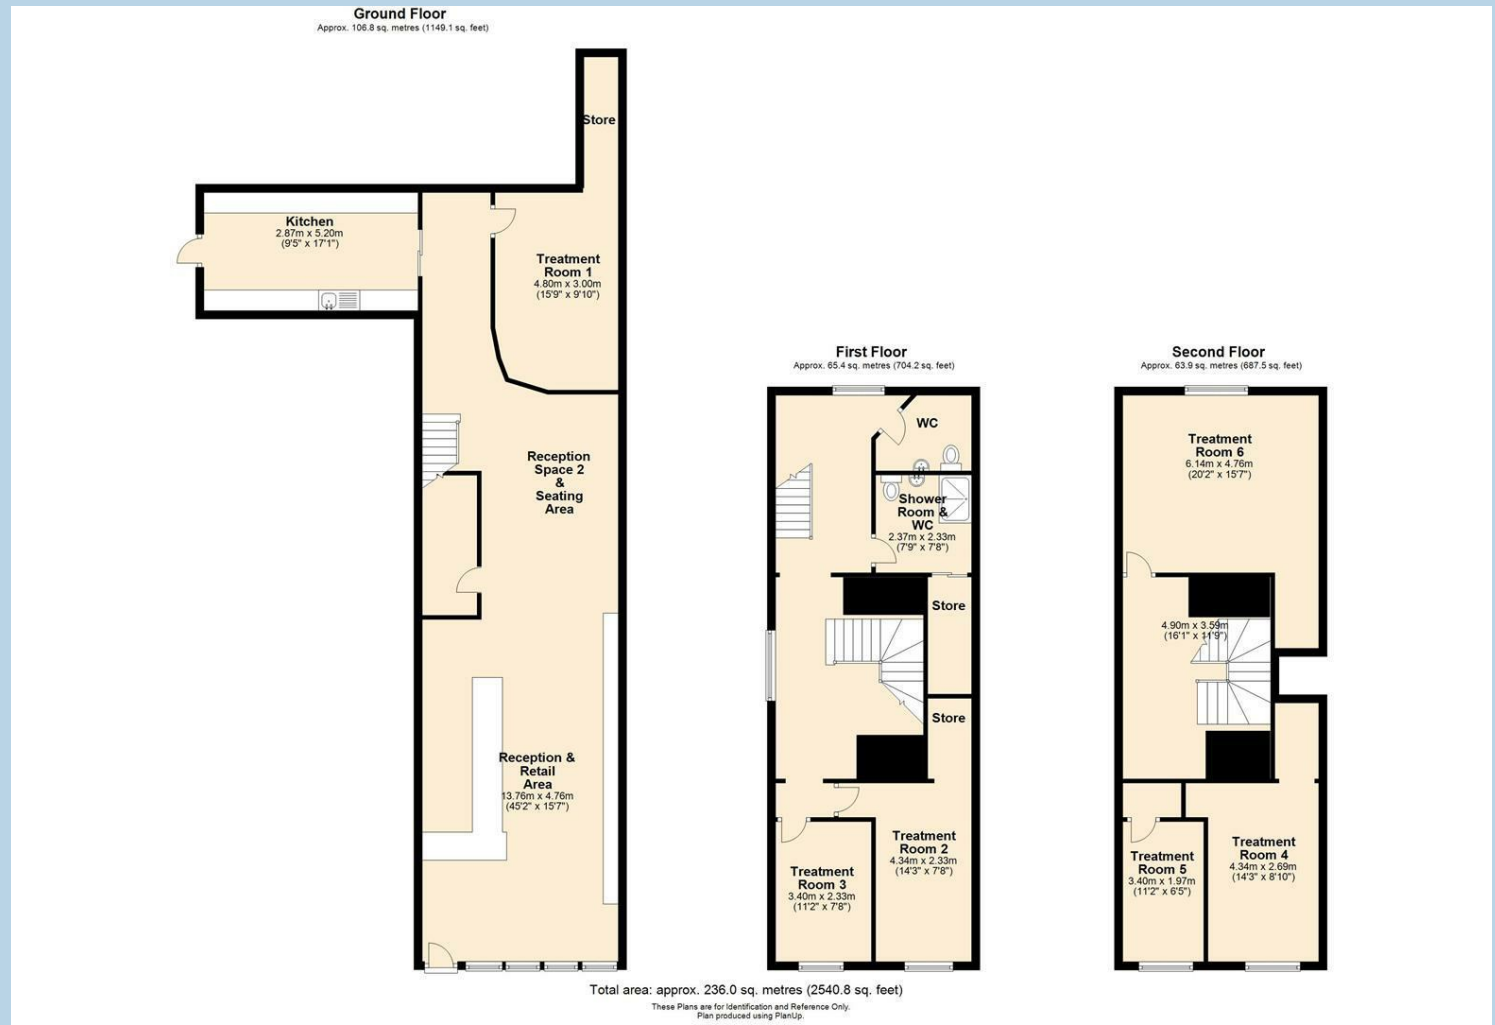 Ground Floor
Approx. 106.8 sq. metres (1149.1 sq. feet)
Store
Kitchen
2.87m x 5.20m
(9'5" x 17'1")
Treatment
Room 1
4.80m x 3.00m
(15'9" x 9'10")
Reception
Space 2
&
Seating
Area
Reception &
Retail
Area
13.76m x 4.76m
(45'2" x 15'7")
First Floor
Approx. 65.4 sq. metres (704.2 sq. feet)
WC
Shower
Room &
WC
2.37m x 2.33m
(7'9" x 7'8")
Store
Store
Treatment
Room 2
4.34m x 2.33m
(14'3" x 7'8")
Treatment
Room 3
3.40m x 2.33m
(11'2" x 7'8")
Second Floor
Approx. 63.9 sq. metres (687.5 sq. feet)
Treatment
Room 6
6.14m x 4.76m
(20'2" x 15'7")
4.90m x 3.59m
(16'1" x 11'9")
Treatment
Room 4
4.34m x 2.69m
(14'3" x 8'10")
Treatment
Room 5
3.40m x 1.97m
(11'2" x 6'5")
Total area: approx. 236.0 sq. metres (2540.8 sq. feet)
These Plans are for Identification and Reference Only.
Plan produced using PlanUp.